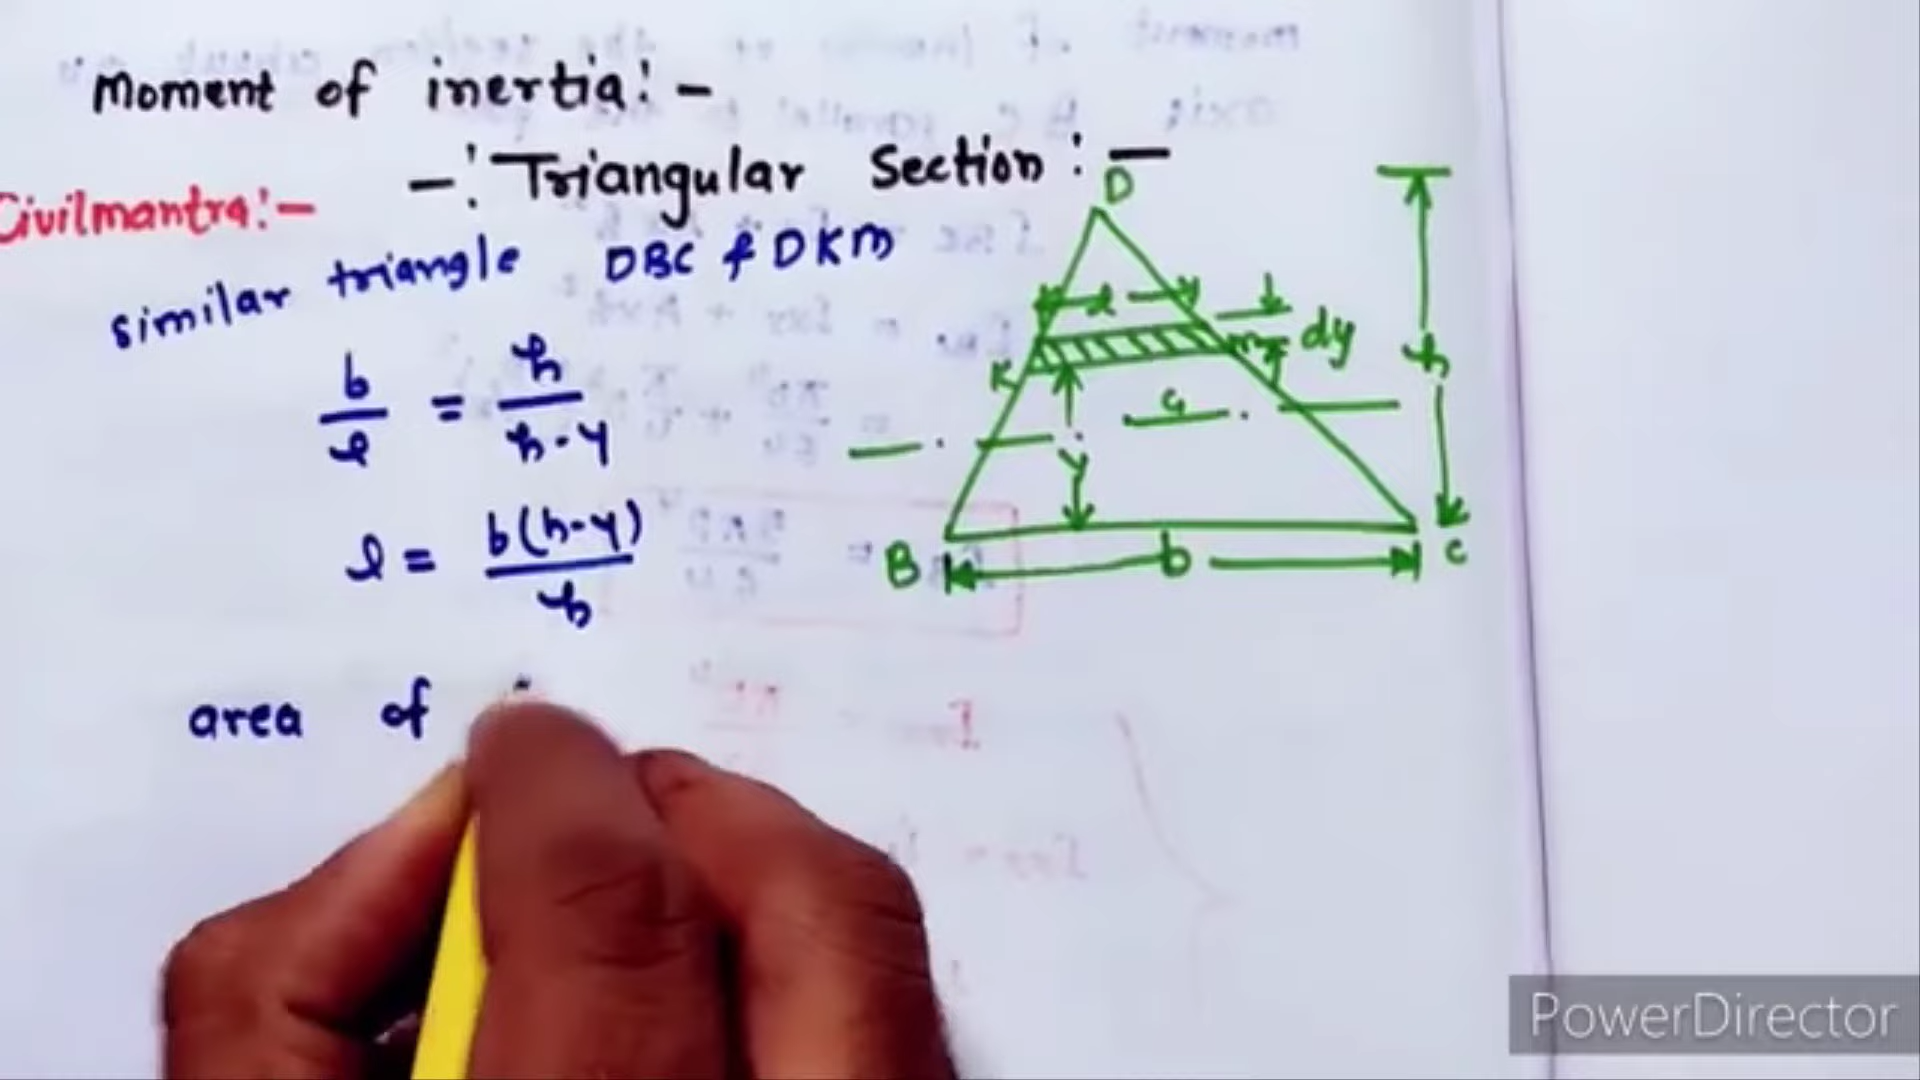 Moment of inertia:-
-: Triangular Section:-
Civilmantra:-
similar triangle DBC & DKM
b/l = h/h-y
l = b(h-y)/h
area of
D
l
dy
K
M
h
G
y
B
b
C
PowerDirector